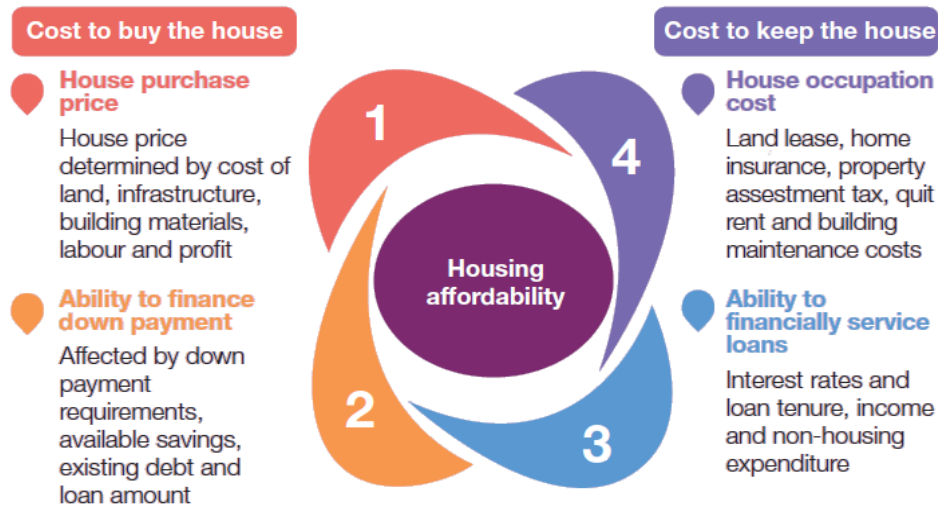 Cost to buy the house
House purchase
price
House price
determined by cost of
land, infrastructure,
building materials,
labour and profit
Ability to finance
down payment
Affected by down
payment
requirements,
available savings,
existing debt and
loan amount
1
2
3
4
Housing
affordability
Cost to keep the house
House occupation
cost
Land lease, home
insurance, property
assestment tax, quit
rent and building
maintenance costs
Ability to
financially service
loans
Interest rates and
loan tenure, income
and non-housing
expenditure